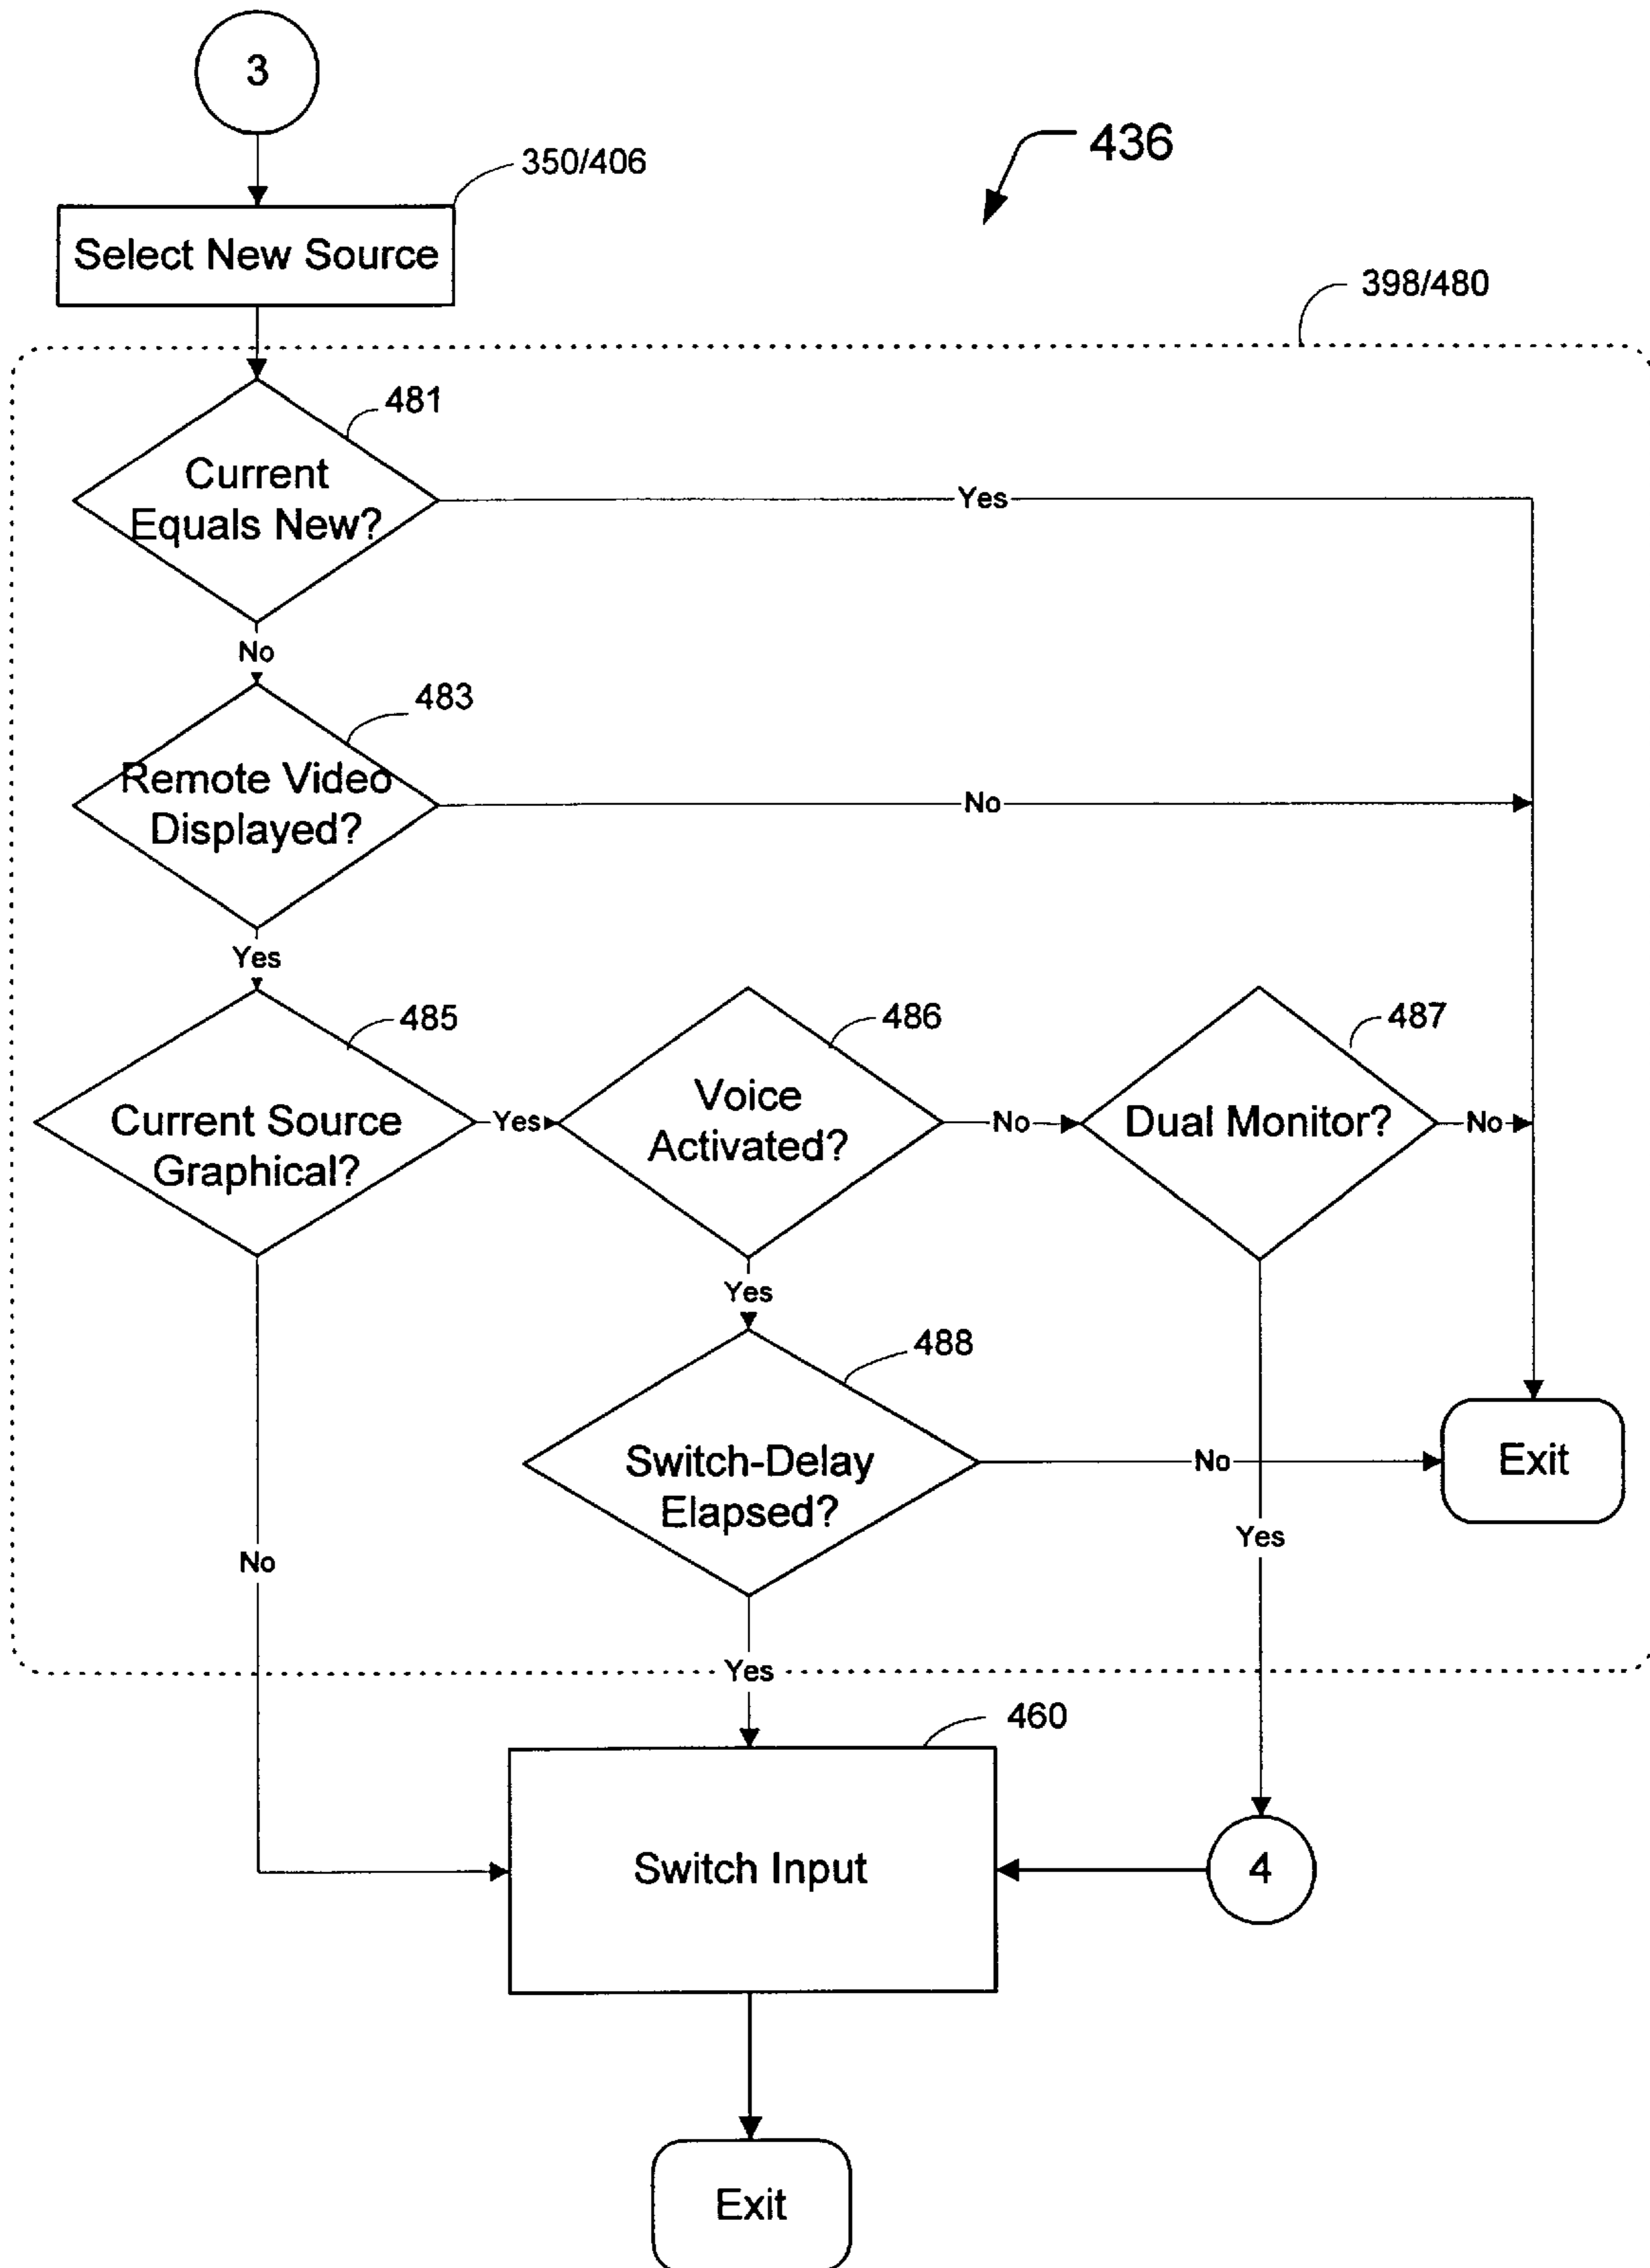 3
350/406
436
Select New Source
398/480
481
Current
Equals New?
Yes
No
483
Remote Video
Displayed?
No
Yes
485
486
487
Current Source
Graphical?
Yes
Voice
Activated?
No
Dual Monitor?
No
Yes
488
Switch-Delay
Elapsed?
No
Exit
Yes
No
Yes
460
Switch Input
4
Exit